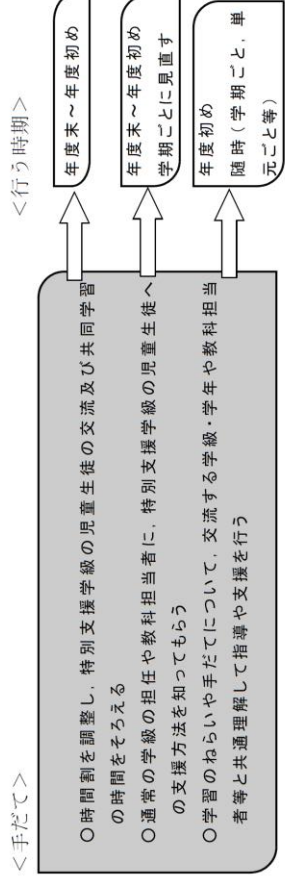 ＜手だて＞
＜行う時期＞
○時間割を調整し，特別支援学級の児童生徒の交流及び共同学習
の時間をそろえる
年度末～年度初め
○通常の学級の担任や教科担当者に，特別支援学級の児童生徒へ
の支援方法を知ってもらう
年度末～年度初め
学期ごとに見直す
○学習のねらいや手だてについて，交流する学級・学年や教科担当
者等と共通理解して指導や支援を行う
年度初め
随時（学期ごと，単
元ごと等）